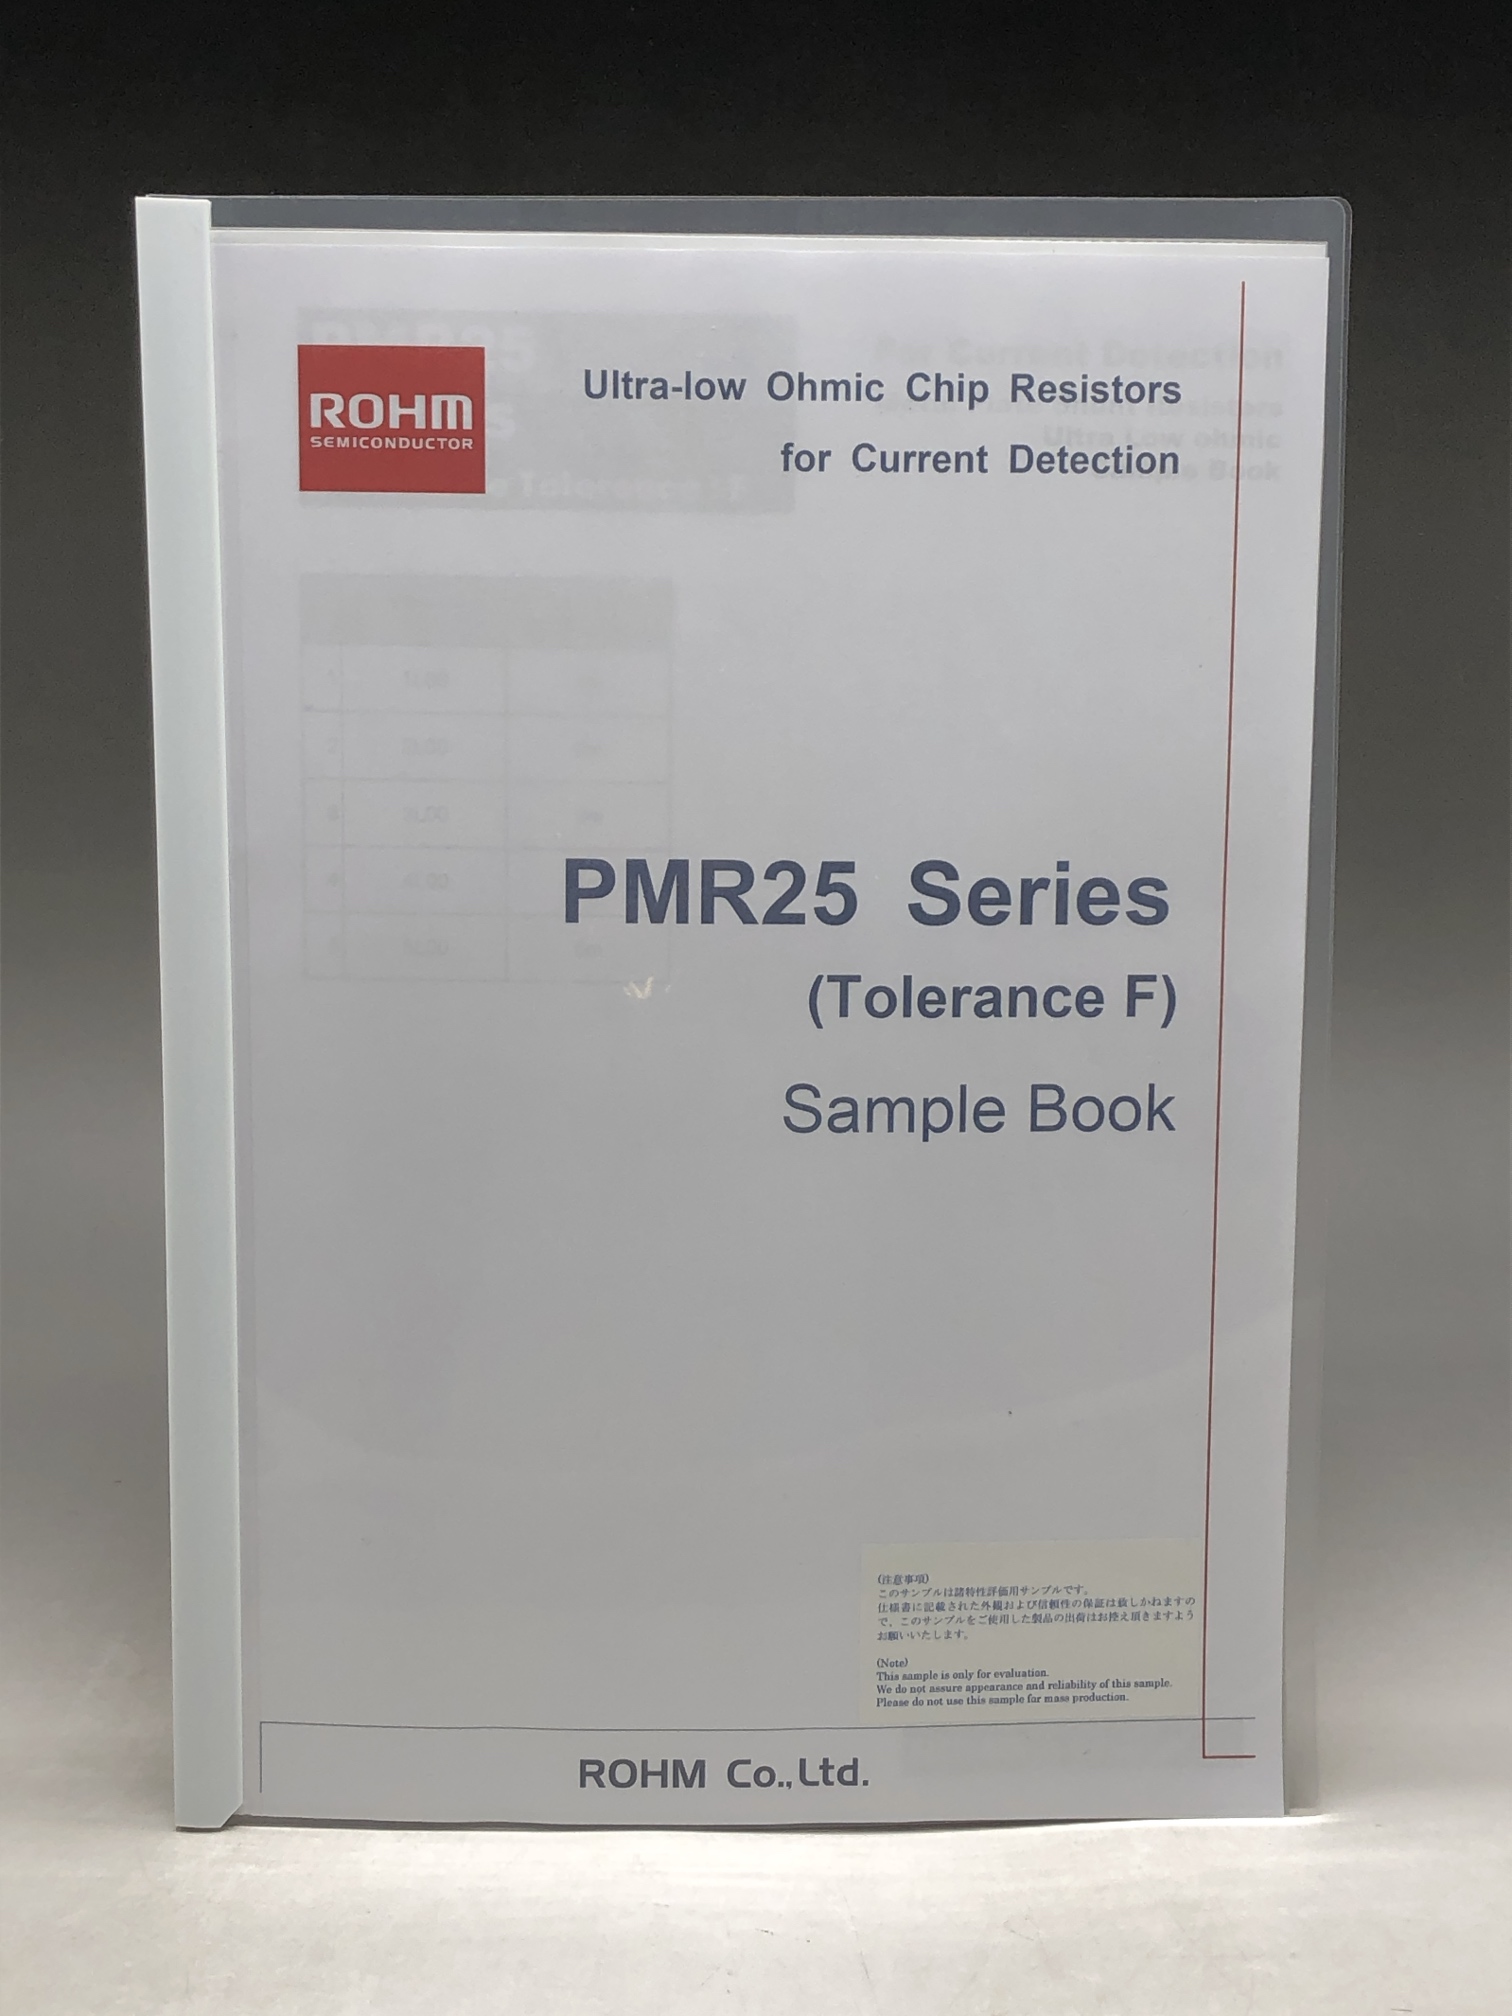 ROHM
SEMICONDUCTOR
Ultra-low Ohmic Chip Resistors
for Current Detection
PMR25 Series
(Tolerance F)
Sample Book
(注意事項)
このサンプルは諸特性評価用サンプルです。
仕様書に記載された外観および信頼性の保証は致しかねますの
で、このサンプルをご使用した製品の出荷はお控え頂きますよう
お願いいたします。
(Note)
This sample is only for evaluation.
We do not assure appearance and reliability of this sample.
Please do not use this sample for mass production.
ROHM Co.,Ltd.